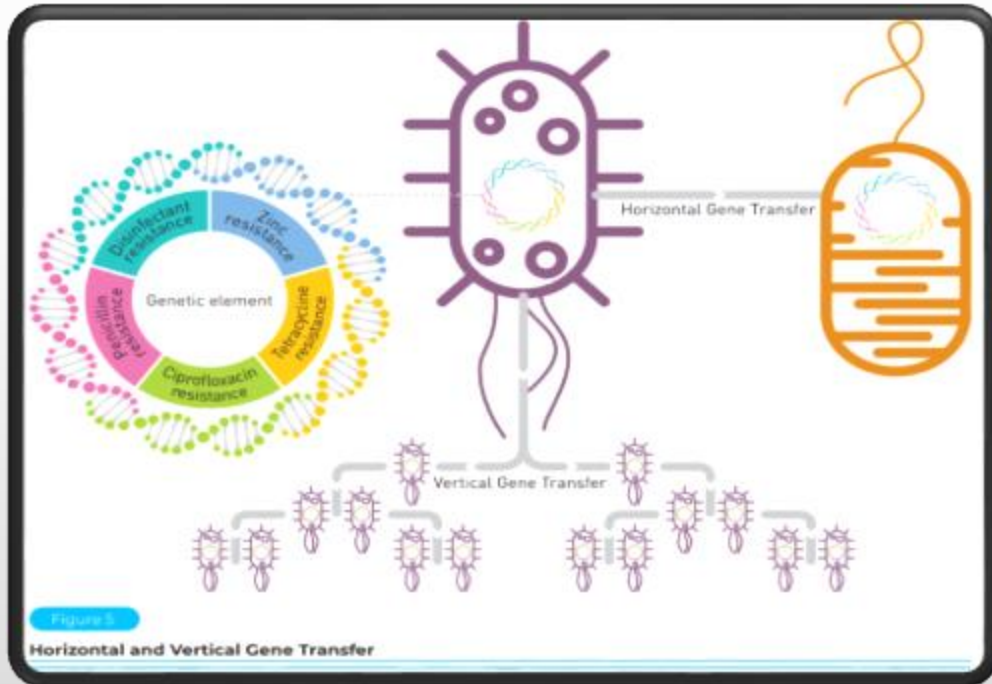 Disinfectant
resistance
Zinc
resistance
Tetracycline
resistance
Ciprofloxacin
resistance
Penicillin
resistance
Genetic element
Horizontal Gene Transfer
Vertical Gene Transfer
Figure 5
Horizontal and Vertical Gene Transfer